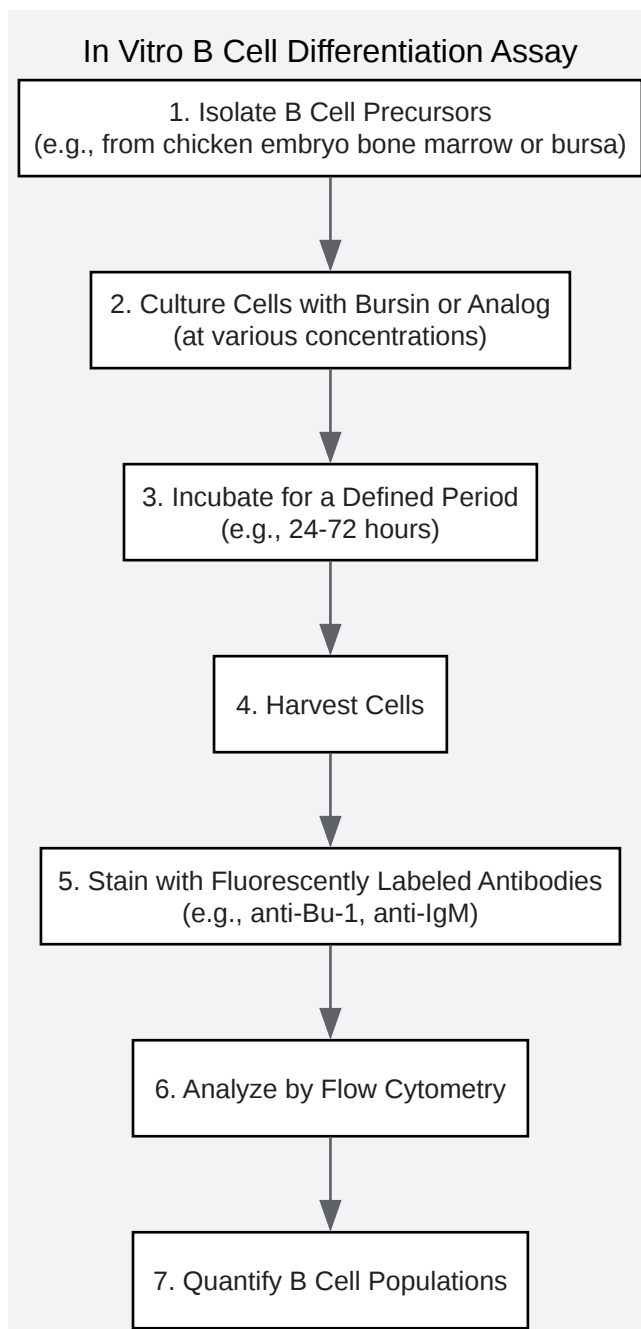 In Vitro B Cell Differentiation Assay
1. Isolate B Cell Precursors
(e.g., from chicken embryo bone marrow or bursa)
2. Culture Cells with Bursin or Analog
(at various concentrations)
3. Incubate for a Defined Period
(e.g., 24-72 hours)
4. Harvest Cells
5. Stain with Fluorescently Labeled Antibodies
(e.g., anti-Bu-1, anti-IgM)
6. Analyze by Flow Cytometry
7. Quantify B Cell Populations